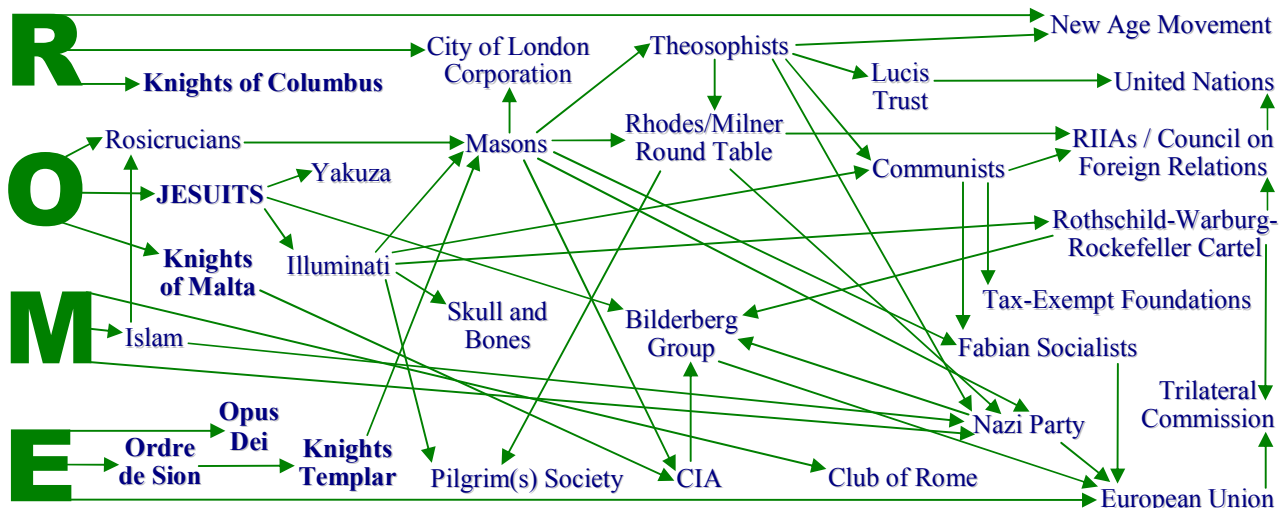 R
O
M
E
New Age Movement
City of London
Corporation
Theosophists
Knights of Columbus
Lucis
Trust
United Nations
Rosicrucians
Masons
Rhodes/Milner
Round Table
RIIAs / Council on
Foreign Relations
Communists
Yakuza
JESUITS
Rothschild-Warburg-
Rockefeller Cartel
Knights
of Malta
Illuminati
Tax-Exempt Foundations
Skull and
Bones
Bilderberg
Group
Islam
Fabian Socialists
Trilateral
Commission
Opus
Dei
Nazi Party
Ordre
de Sion
Knights
Templar
Pilgrim(s) Society
CIA
Club of Rome
European Union